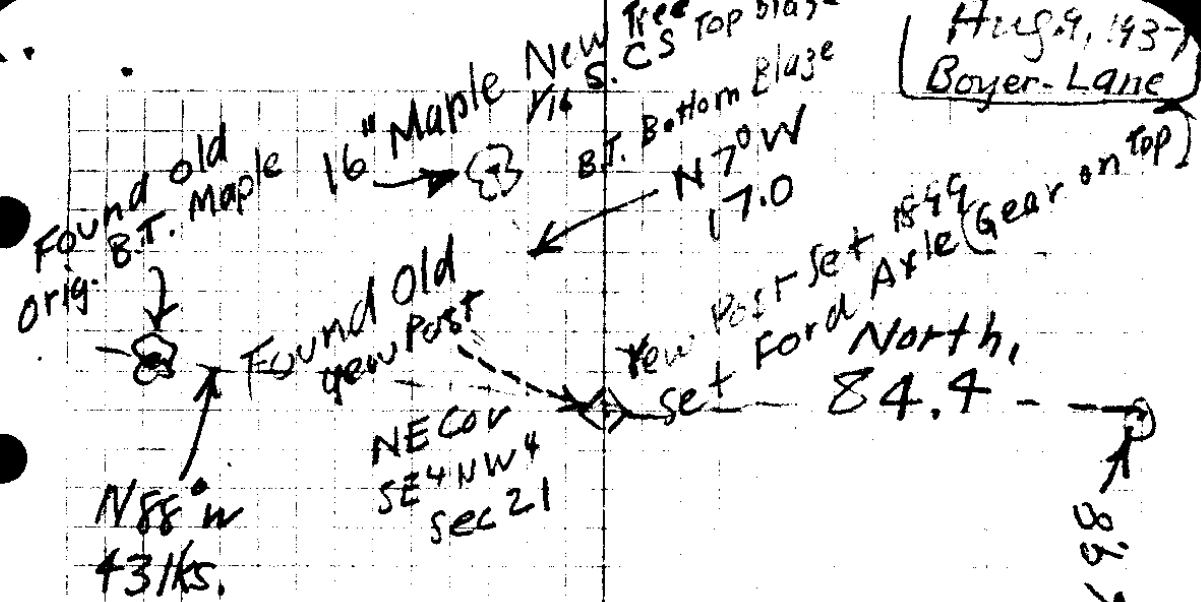 Aug. 9, 1937
Boyer-Lane
16" Maple New Tree
1/16 S. CS Top Blaze
B.T. Bottom Blaze
N 7° W
17.0
Found old
orig. B.T. Maple
Found Old
yew Post
Yew Post Set 1899
Set Ford Axle (Gear on Top)
North,
84.4
NE Cor
SE4 NW4
Sec 21
N88°W
43 lks.